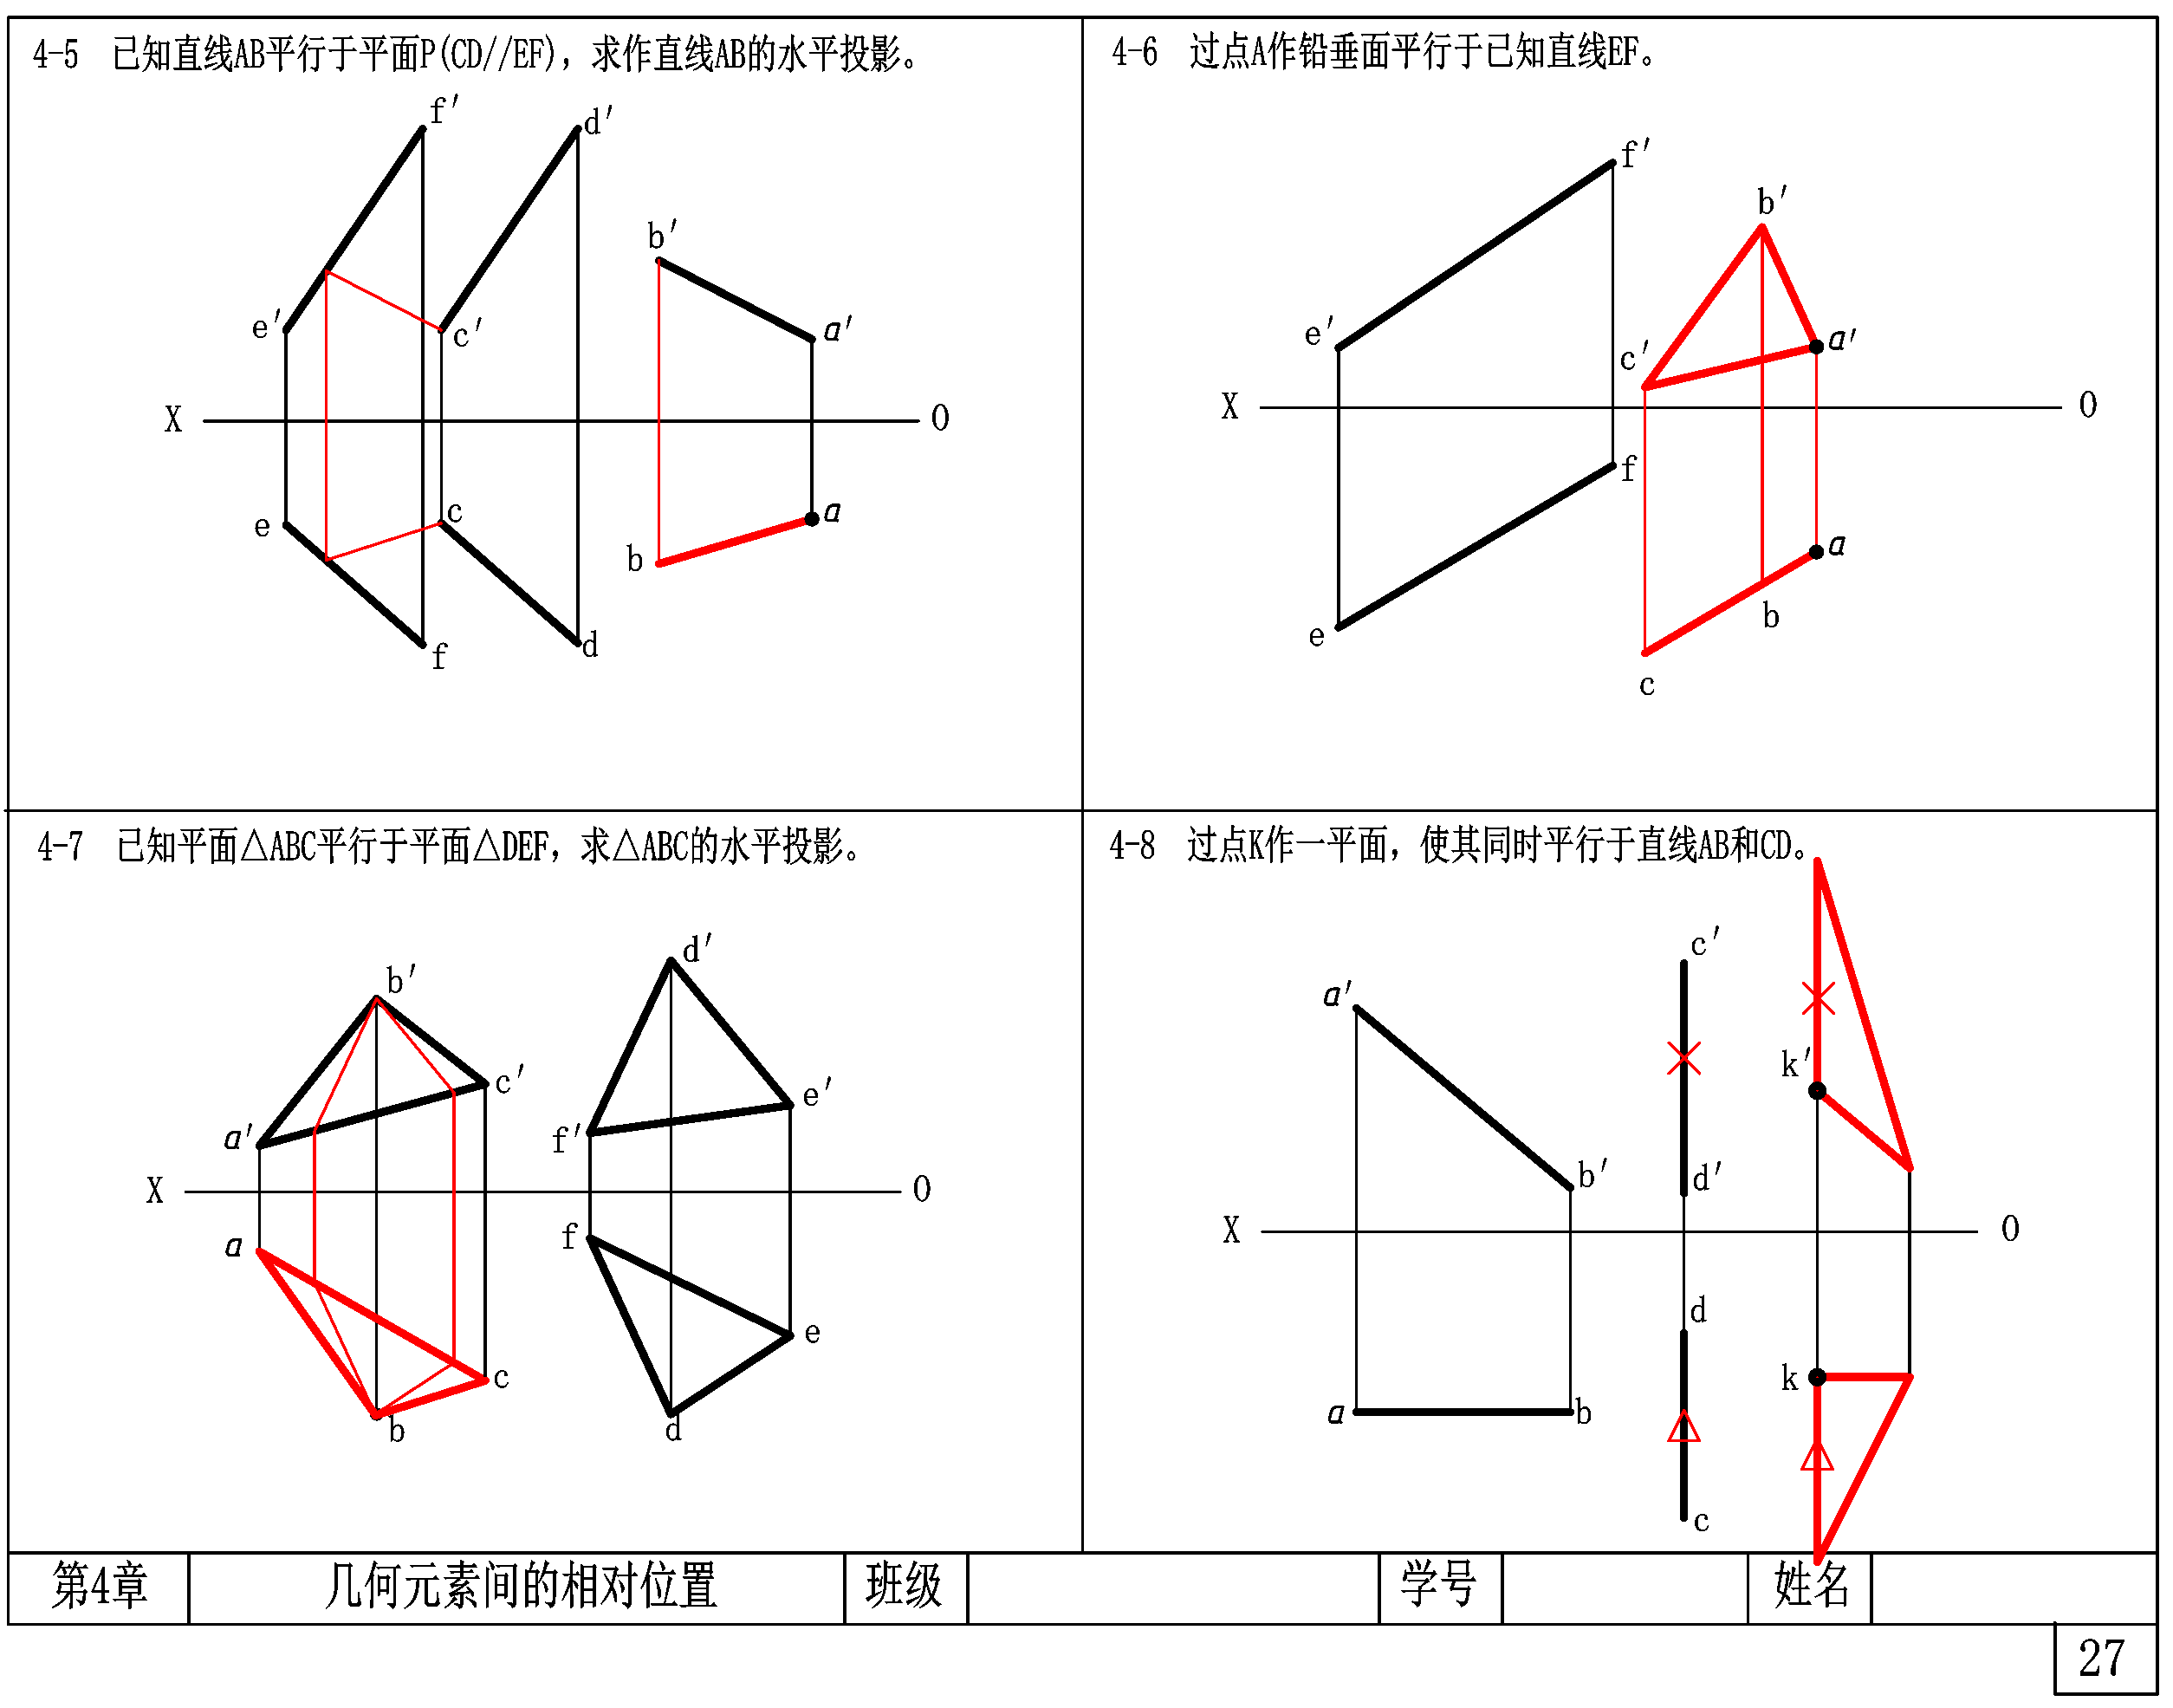 4-5 已知直线AB平行于平面P(CD//EF)，求作直线AB的水平投影。
f′
d′
b′
e′
c′
a′
X
O
e
c
a
b
f
d
4-6 过点A作铅垂面平行于已知直线EF。
f′
b′
e′
c′
a′
X
O
f
a
e
b
c
4-7 已知平面△ABC平行于平面△DEF，求△ABC的水平投影。
d′
b′
c′
e′
a′
f′
X
O
a
f
e
c
b
d
4-8 过点K作一平面，使其同时平行于直线AB和CD。
c′
a′
k′
b′
d′
X
O
d
k
a
b
c
第4章 几何元素间的相对位置 班级 学号 姓名
27